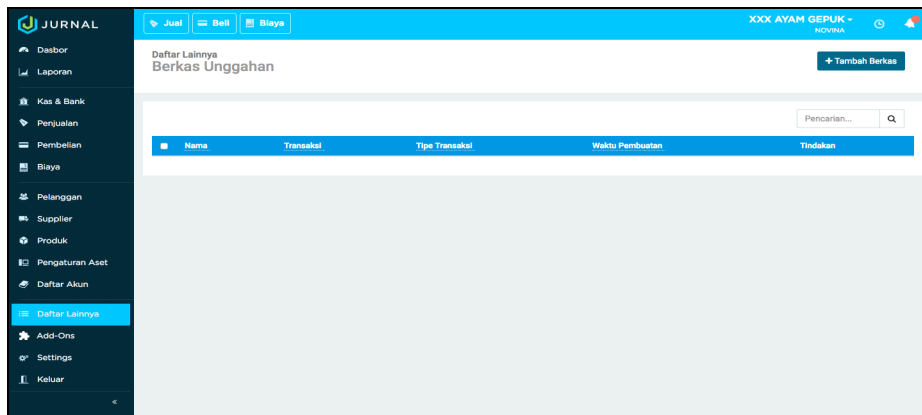 JURNAL
Jual
Beli
Biaya
XXX AYAM GEPUK
NOVINA
Dasbor
Laporan
Kas & Bank
Penjualan
Pembelian
Biaya
Pelanggan
Supplier
Produk
Pengaturan Aset
Daftar Akun
Daftar Lainnya
Add-Ons
Settings
Keluar
«
Daftar Lainnya
Berkas Unggahan
+ Tambah Berkas
Pencarian...
Nama Transaksi Tipe Transaksi Waktu Pembuatan Tindakan